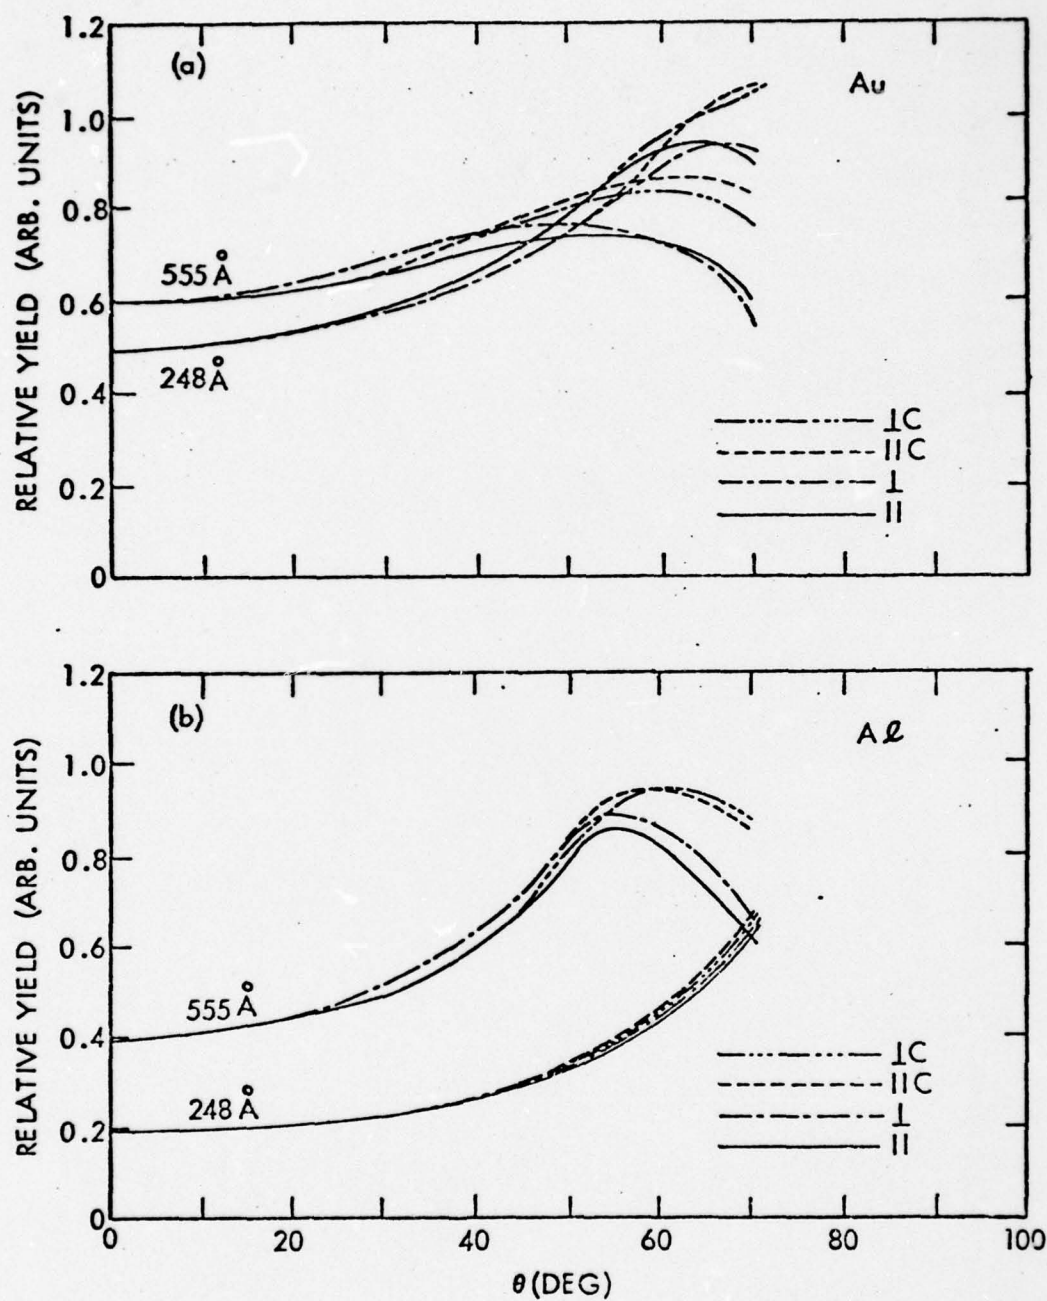 (a)
Au
RELATIVE YIELD (ARB. UNITS)
1.2
1.0
0.8
0.6
0.4
0.2
0
555 Å
248 Å
⊥C
||C
⊥
||
(b)
Aℓ
RELATIVE YIELD (ARB. UNITS)
1.2
1.0
0.8
0.6
0.4
0.2
0
555 Å
248 Å
⊥C
||C
⊥
||
0 20 40 60 80 100
θ (DEG)